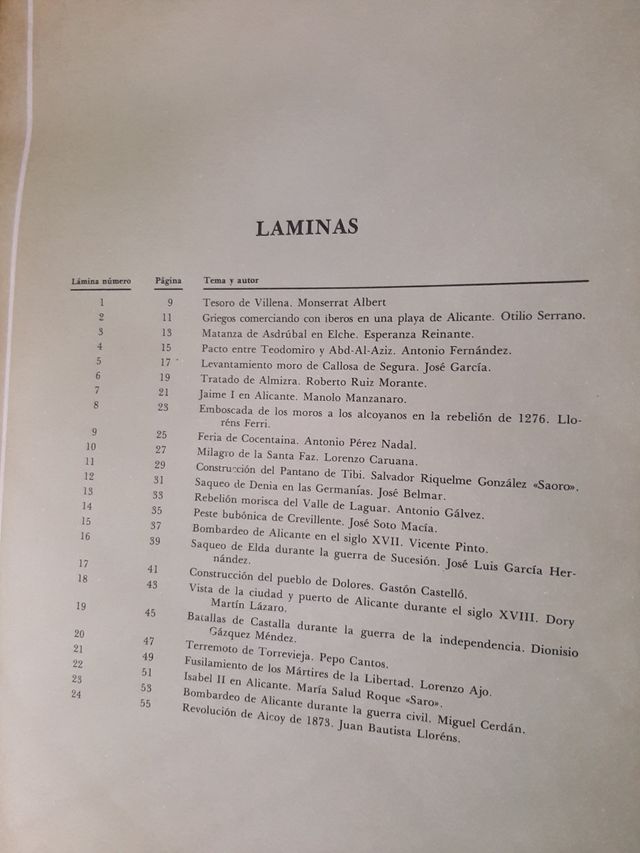 LAMINAS
Lámina número Página Tema y autor
1 9 Tesoro de Villena. Monserrat Albert
2 11 Griegos comerciando con iberos en una playa de Alicante. Otilio Serrano.
3 13 Matanza de Asdrúbal en Elche. Esperanza Reinante.
4 15 Pacto entre Teodomiro y Abd-Al-Aziz. Antonio Fernández.
5 17 Levantamiento moro de Callosa de Segura. José García.
6 19 Tratado de Almizra. Roberto Ruiz Morante.
7 21 Jaime I en Alicante. Manolo Manzanaro.
8 23 Emboscada de los moros a los alcoyanos en la rebelión de 1276. Llo-
réns Ferri.
9 25 Feria de Cocentaina. Antonio Pérez Nadal.
10 27 Milagro de la Santa Faz. Lorenzo Caruana.
11 29 Construcción del Pantano de Tibi. Salvador Riquelme González «Saoro».
12 31 Saqueo de Denia en las Germanías. José Belmar.
13 33 Rebelión morisca del Valle de Laguar. Antonio Gálvez.
14 35 Peste bubónica de Crevillente. José Soto Macía.
15 37 Bombardeo de Alicante en el siglo XVII. Vicente Pinto.
16 39 Saqueo de Elda durante la guerra de Sucesión. José Luis García Her-
nández.
17 41 Construcción del pueblo de Dolores. Gastón Castelló.
18 43 Vista de la ciudad y puerto de Alicante durante el siglo XVIII. Dory
Martín Lázaro.
19 45 Batallas de Castalla durante la guerra de la independencia. Dionisio
Gázquez Méndez.
20 47 Terremoto de Torrevieja. Pepo Cantos.
21 49 Fusilamiento de los Mártires de la Libertad. Lorenzo Ajo.
22 51 Isabel II en Alicante. María Salud Roque «Saro».
23 53 Bombardeo de Alicante durante la guerra civil. Miguel Cerdán.
24 55 Revolución de Alcoy de 1873. Juan Bautista Lloréns.